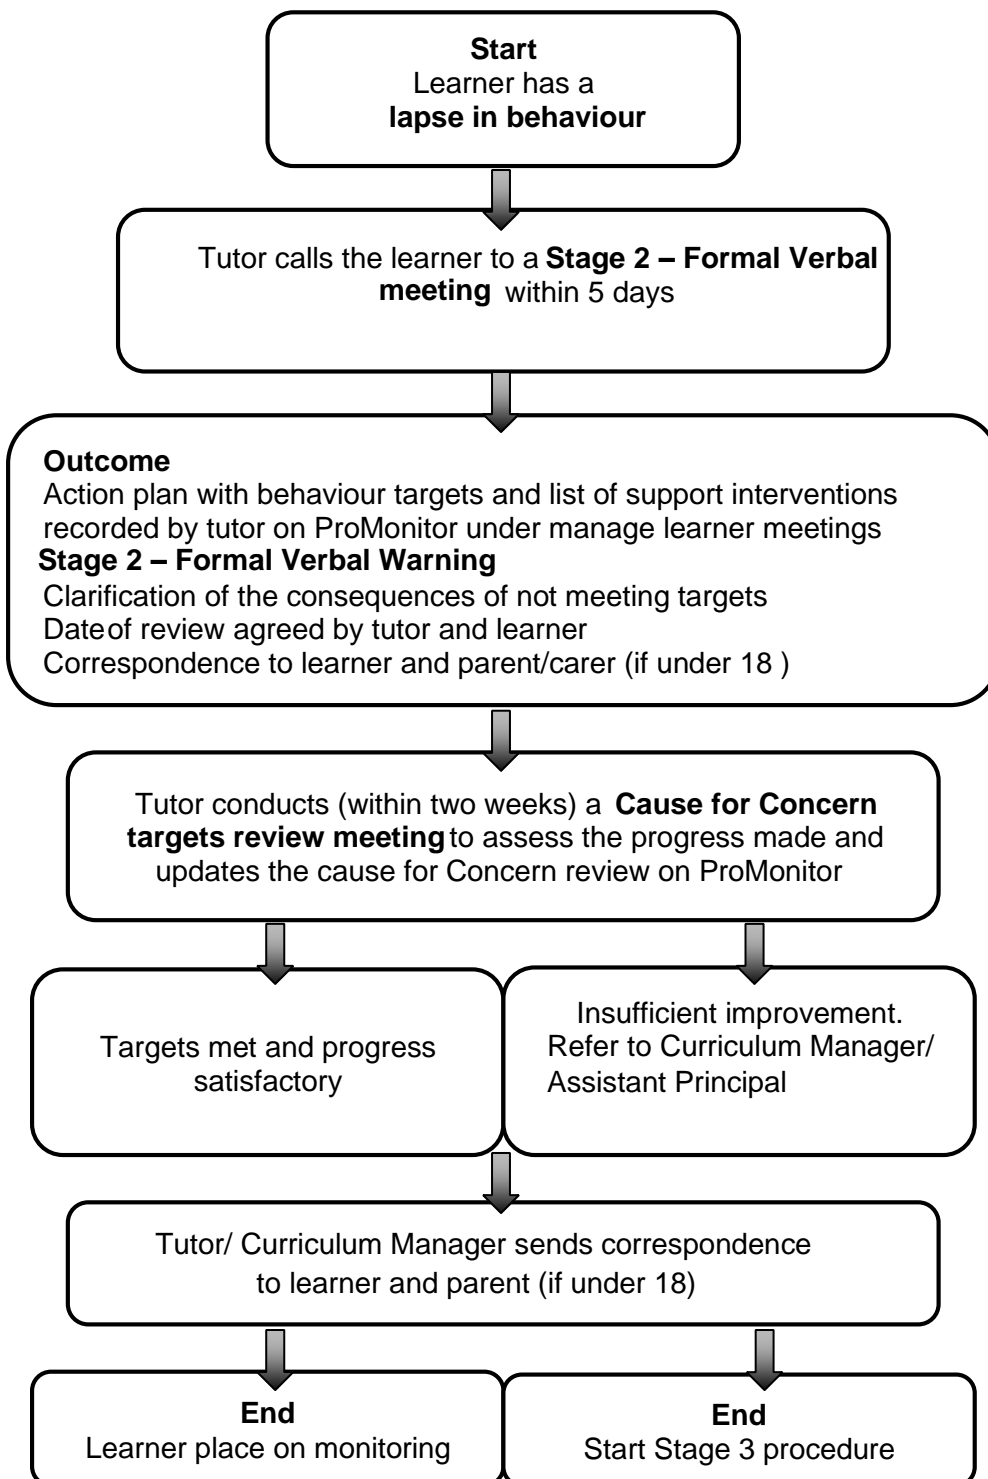 Start
Learner has a
lapse in behaviour
Tutor calls the learner to a Stage 2 – Formal Verbal
meeting within 5 days
Outcome
Action plan with behaviour targets and list of support interventions
recorded by tutor on ProMonitor under manage learner meetings
Stage 2 – Formal Verbal Warning
Clarification of the consequences of not meeting targets
Date of review agreed by tutor and learner
Correspondence to learner and parent/carer (if under 18 )
Tutor conducts (within two weeks) a Cause for Concern
targets review meeting to assess the progress made and
updates the cause for Concern review on ProMonitor
Targets met and progress
satisfactory
Insufficient improvement.
Refer to Curriculum Manager/
Assistant Principal
Tutor/ Curriculum Manager sends correspondence
to learner and parent (if under 18)
End
Learner place on monitoring
End
Start Stage 3 procedure